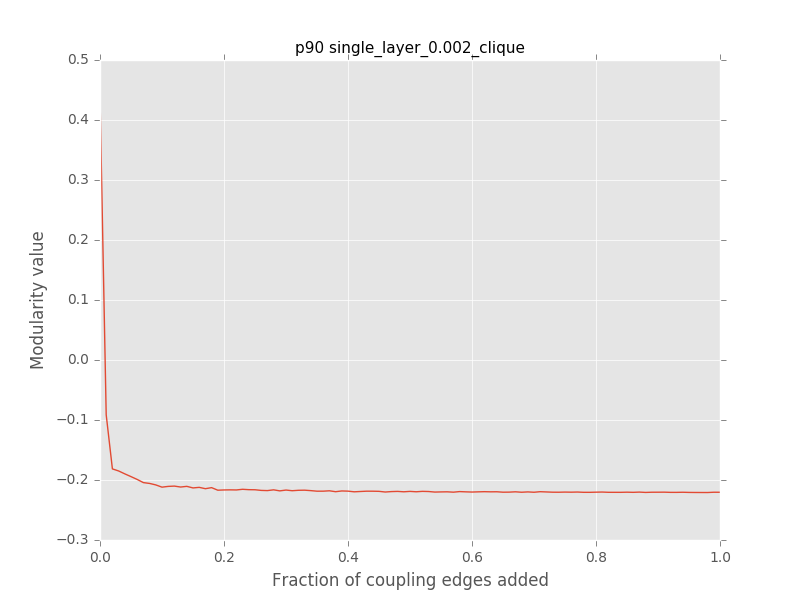 p90 single_layer_0.002_clique
0.5
0.4
0.3
0.2
0.1
0.0
−0.1
−0.2
−0.3
Modularity value
0.0 0.2 0.4 0.6 0.8 1.0
Fraction of coupling edges added